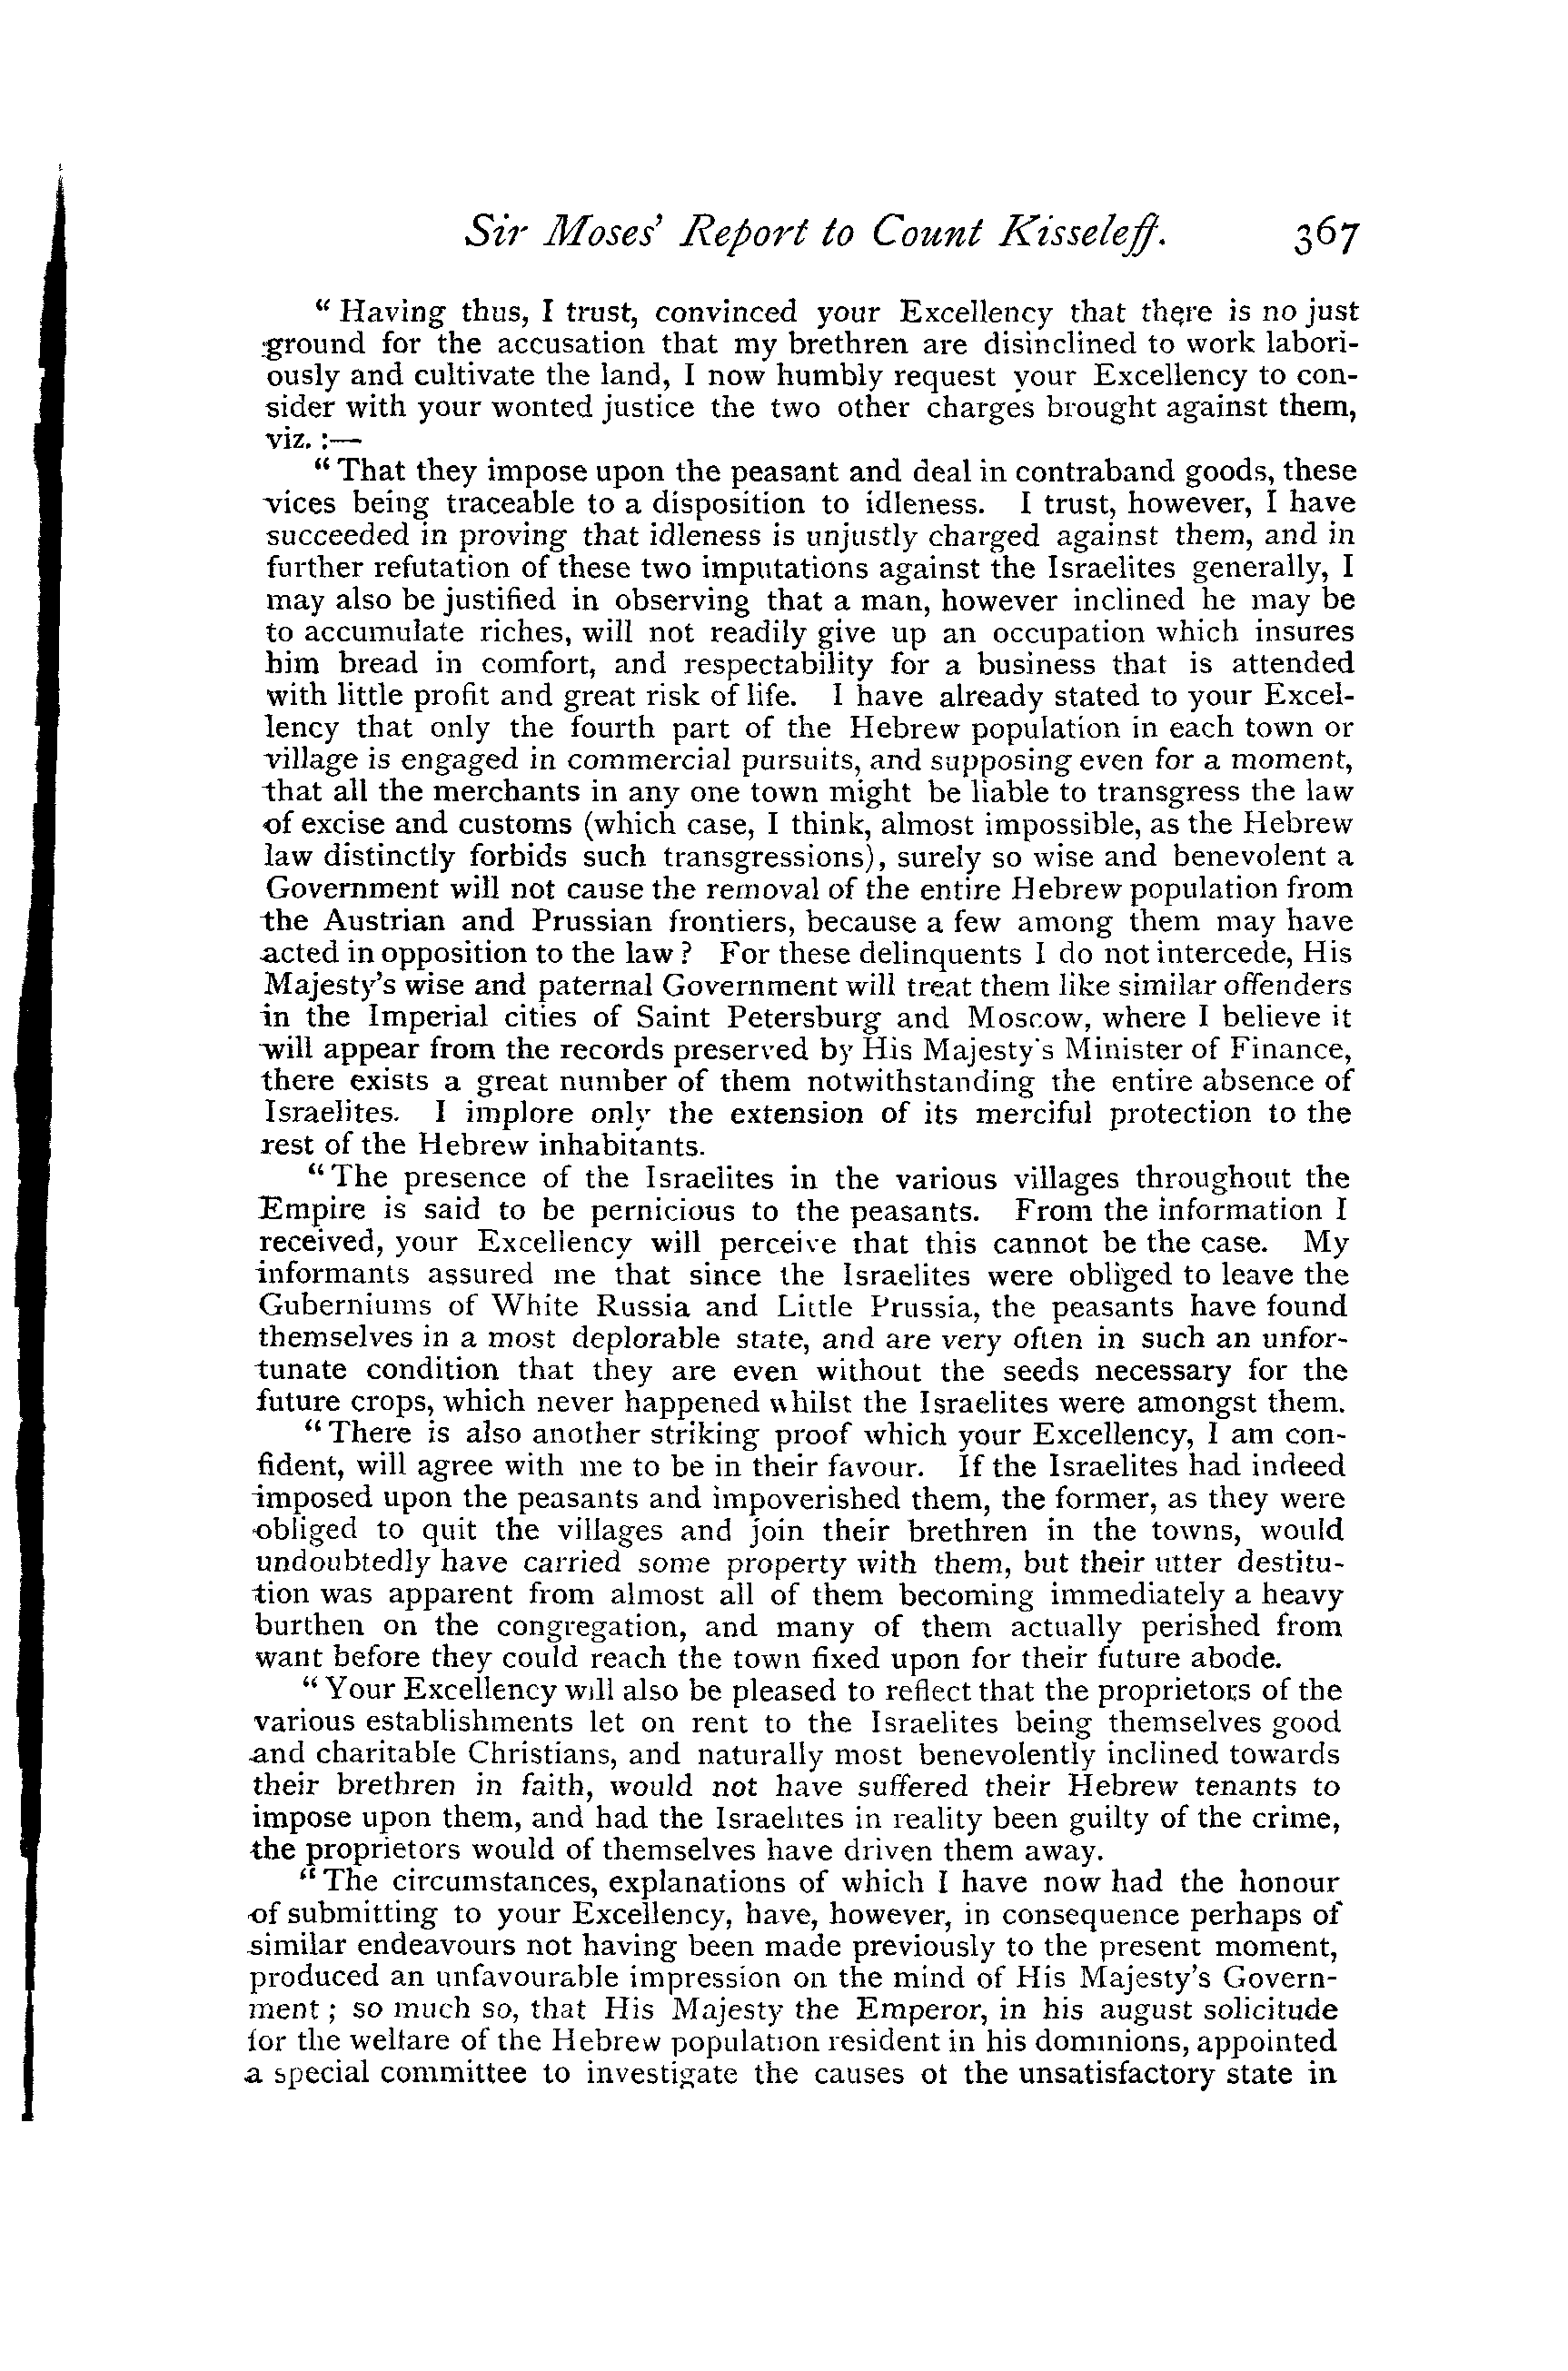 Sir Moses' Report to Count Kisseleff. 367
“ Having thus, I trust, convinced your Excellency that there is no just
ground for the accusation that my brethren are disinclined to work labori-
ously and cultivate the land, I now humbly request your Excellency to con-
sider with your wonted justice the two other charges brought against them,
viz. :—
“ That they impose upon the peasant and deal in contraband goods, these
vices being traceable to a disposition to idleness. I trust, however, I have
succeeded in proving that idleness is unjustly charged against them, and in
further refutation of these two imputations against the Israelites generally, I
may also be justified in observing that a man, however inclined he may be
to accumulate riches, will not readily give up an occupation which insures
him bread in comfort, and respectability for a business that is attended
with little profit and great risk of life. I have already stated to your Excel-
lency that only the fourth part of the Hebrew population in each town or
village is engaged in commercial pursuits, and supposing even for a moment,
that all the merchants in any one town might be liable to transgress the law
of excise and customs (which case, I think, almost impossible, as the Hebrew
law distinctly forbids such transgressions), surely so wise and benevolent a
Government will not cause the removal of the entire Hebrew population from
the Austrian and Prussian frontiers, because a few among them may have
acted in opposition to the law ? For these delinquents I do not intercede, His
Majesty's wise and paternal Government will treat them like similar offenders
in the Imperial cities of Saint Petersburg and Moscow, where I believe it
will appear from the records preserved by His Majesty's Minister of Finance,
there exists a great number of them notwithstanding the entire absence of
Israelites. I implore only the extension of its merciful protection to the
rest of the Hebrew inhabitants.
“ The presence of the Israelites in the various villages throughout the
Empire is said to be pernicious to the peasants. From the information I
received, your Excellency will perceive that this cannot be the case. My
informants assured me that since the Israelites were obliged to leave the
Guberniums of White Russia and Little Prussia, the peasants have found
themselves in a most deplorable state, and are very often in such an unfor-
tunate condition that they are even without the seeds necessary for the
future crops, which never happened whilst the Israelites were amongst them.
“ There is also another striking proof which your Excellency, I am con-
fident, will agree with me to be in their favour. If the Israelites had indeed
imposed upon the peasants and impoverished them, the former, as they were
obliged to quit the villages and join their brethren in the towns, would
undoubtedly have carried some property with them, but their utter destitu-
tion was apparent from almost all of them becoming immediately a heavy
burthen on the congregation, and many of them actually perished from
want before they could reach the town fixed upon for their future abode.
“ Your Excellency will also be pleased to reflect that the proprietors of the
various establishments let on rent to the Israelites being themselves good
and charitable Christians, and naturally most benevolently inclined towards
their brethren in faith, would not have suffered their Hebrew tenants to
impose upon them, and had the Israelites in reality been guilty of the crime,
the proprietors would of themselves have driven them away.
“ The circumstances, explanations of which I have now had the honour
of submitting to your Excellency, have, however, in consequence perhaps of
similar endeavours not having been made previously to the present moment,
produced an unfavourable impression on the mind of His Majesty's Govern-
ment ; so much so, that His Majesty the Emperor, in his august solicitude
for the welfare of the Hebrew population resident in his dominions, appointed
a special committee to investigate the causes of the unsatisfactory state in